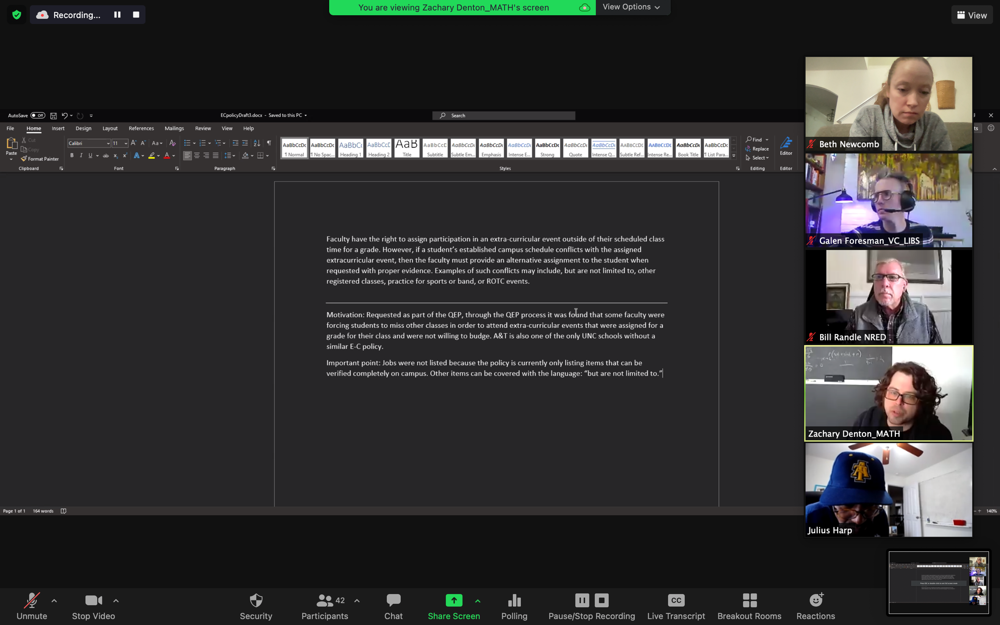 Recording...
You are viewing Zachary Denton_MATH's screen
View Options
View
AutoSave Off
ECpolicyDraft3.docx - Saved to this PC
Search
File Home Insert Design Layout References Mailings Review View Help
ts
Paste
Cut
Copy
Format Painter
Clipboard
Calibri 11
Font
Paragraph
AaBbCcDc AaBbCcDc AaBbC AaBbCcE AaB AaBbCcD AaBbCcDc AaBbCcDc AaBbCcDc AaBbCcDc AaBbCcDc AaBbCcDc AaBbCcDc AaBbCcDc AaBbCcDc AaBbCcDc
¶ Normal ¶ No Spac... Heading 1 Heading 2 Title Subtitle Subtle Em... Emphasis Intense E... Strong Quote Intense Q... Subtle Ref... Intense Re... Book Title ¶ List Para...
Styles
Find
Replace
Select
Editing
Editor
Editor
Faculty have the right to assign participation in an extra-curricular event outside of their scheduled class
time for a grade. However, if a student’s established campus schedule conflicts with the assigned
extracurricular event, then the faculty must provide an alternative assignment to the student when
requested with proper evidence. Examples of such conflicts may include, but are not limited to, other
registered classes, practice for sports or band, or ROTC events.
Motivation: Requested as part of the QEP, through the QEP process it was found that some faculty were
forcing students to miss other classes in order to attend extra-curricular events that were assigned for a
grade for their class and were not willing to budge. A&T is also one of the only UNC schools without a
similar E-C policy.
Important point: Jobs were not listed because the policy is currently only listing items that can be
verified completely on campus. Other items can be covered with the language: “but are not limited to.”
Page 1 of 1 164 words
140%
Beth Newcomb
Galen Foresman_VC_LIBS
Bill Randle NRED
Zachary Denton_MATH
AT
Julius Harp
Unmute
Stop Video
Security
42
Participants
Chat
Share Screen
Polling
Pause/Stop Recording
CC
Live Transcript
Breakout Rooms
Reactions